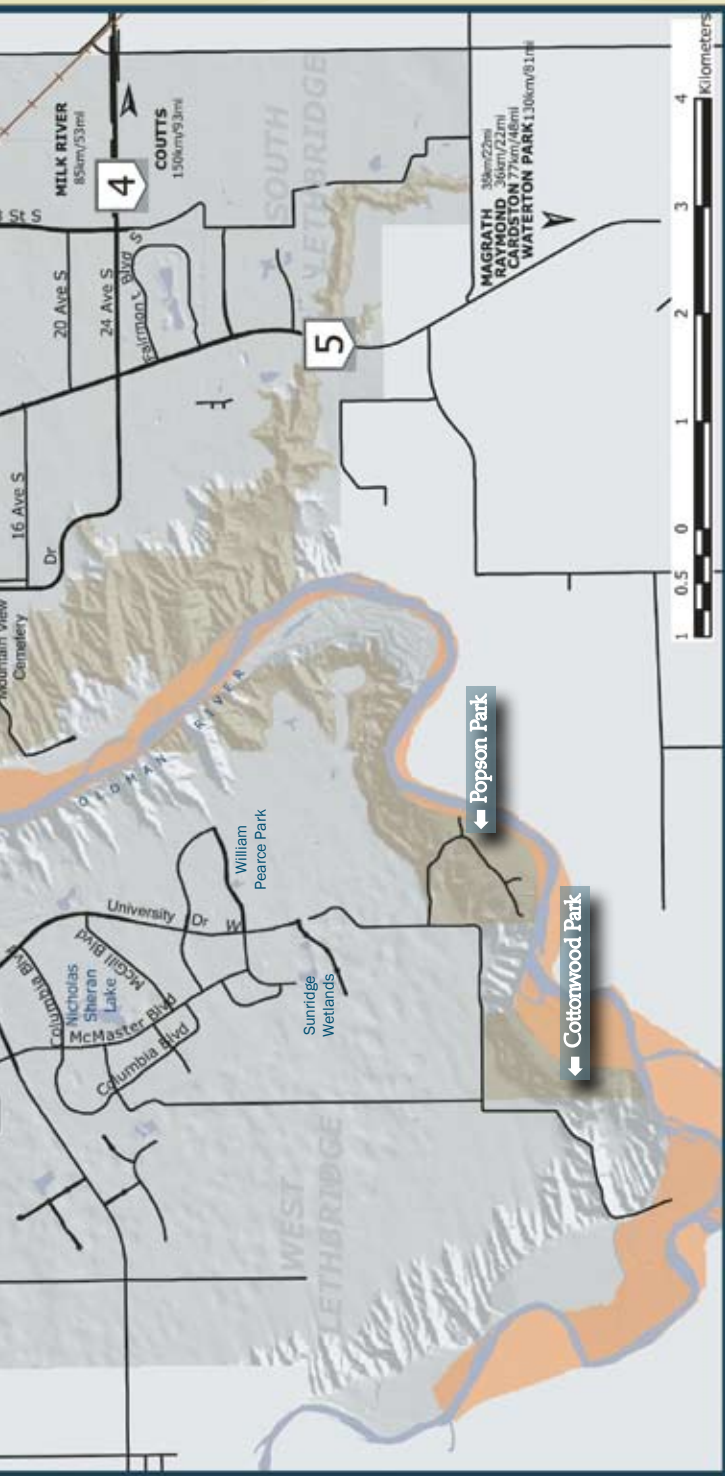 MILK RIVER
85km/53mi
4
COUTTS
150km/93mi
St S
20 Ave S
24 Ave S
Fairmont Blvd S
16 Ave S
Dr
SOUTH
LETHBRIDGE
5
MAGRATH 35km/22mi
RAYMOND 36km/22mi
CARDSTON 77km/48mi
WATERTON PARK 130km/81mi
Mountain View
Cemetery
OLDMAN RIVER
University Dr W
Columbia Blvd
McGill Blvd
Nicholas
Sheran
Lake
McMaster Blvd
Columbia Blvd
William
Pearce Park
Sunridge
Wetlands
WEST
LETHBRIDGE
Popson Park
Cottonwood Park
1 0.5 0 1 2 3 4
Kilometers